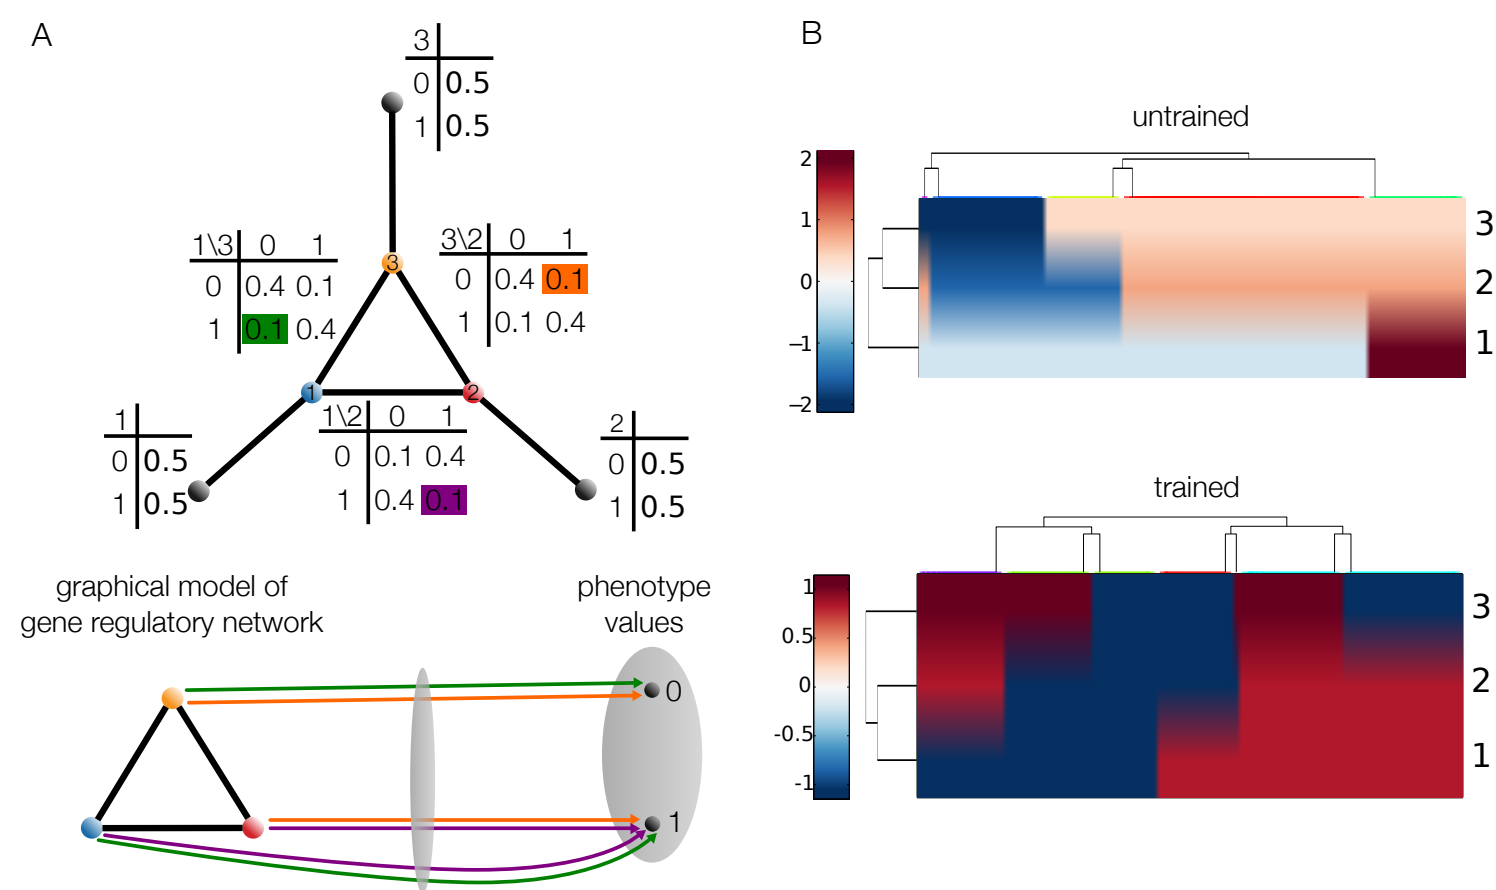 A
3
0 0.5
1 0.5
1\3 0 1
0 0.4 0.1
1 0.1 0.4
3\2 0 1
0 0.4 0.1
1 0.1 0.4
3
1
2
1
0 0.5
1 0.5
1\2 0 1
0 0.1 0.4
1 0.4 0.1
2
0 0.5
1 0.5
graphical model of
gene regulatory network
phenotype
values
0
1
B
untrained
2
1
0
−1
−2
3
2
1
trained
1
0.5
0
-0.5
-1
3
2
1